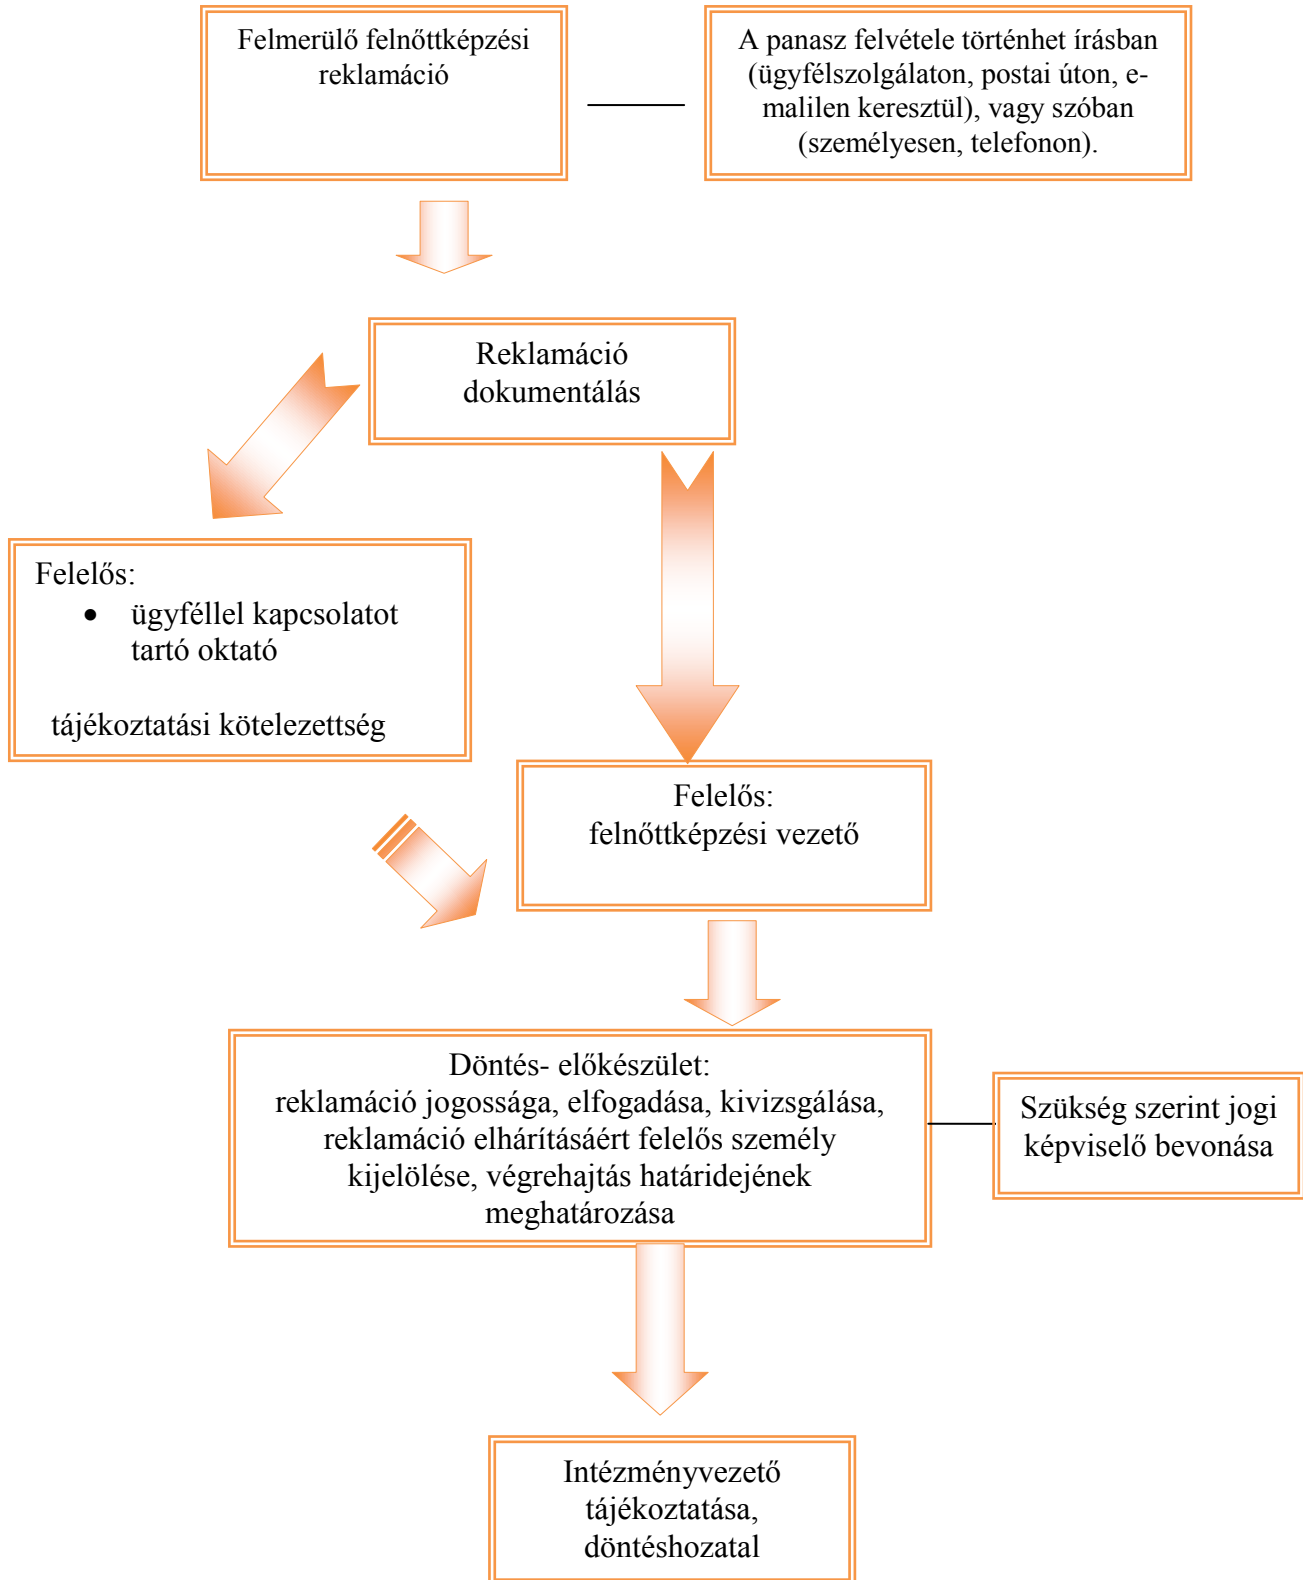 Felmerülő felnőttképzési
reklamáció
A panasz felvétele történhet írásban
(ügyfélszolgálaton, postai úton, e-
malilen keresztül), vagy szóban
(személyesen, telefonon).
Reklamáció
dokumentálás
Felelős:
• ügyféllel kapcsolatot
tartó oktató
tájékoztatási kötelezettség
Felelős:
felnőttképzési vezető
Döntés- előkészület:
reklamáció jogossága, elfogadása, kivizsgálása,
reklamáció elhárításáért felelős személy
kijelölése, végrehajtás határidejének
meghatározása
Szükség szerint jogi
képviselő bevonása
Intézményvezető
tájékoztatása,
döntéshozatal